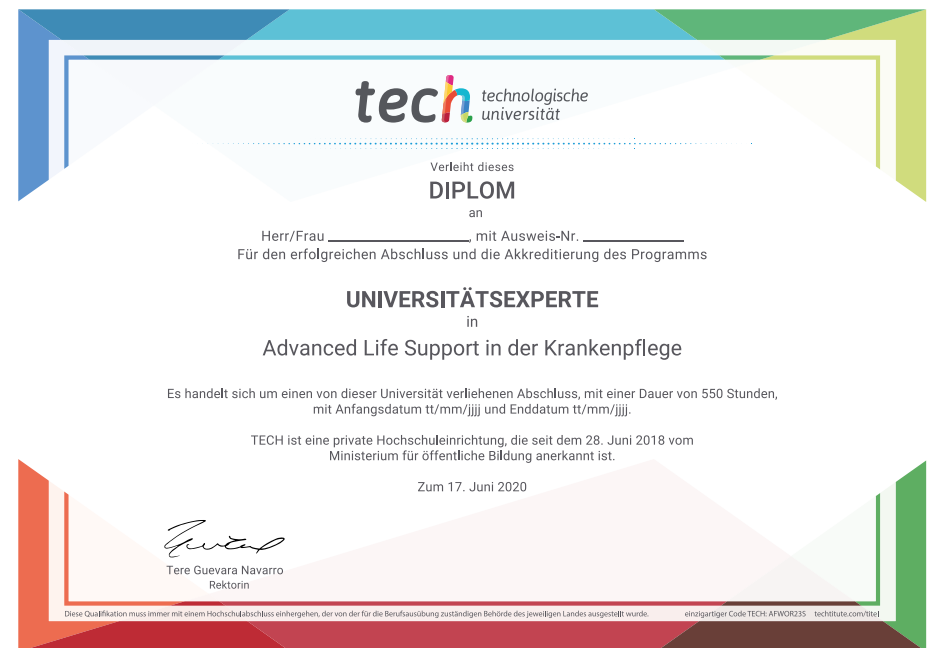 tech technologische
universität
Verleiht dieses
DIPLOM
an
Herr/Frau ____________________, mit Ausweis-Nr. ______________
Für den erfolgreichen Abschluss und die Akkreditierung des Programms
UNIVERSITÄTSEXPERTE
in
Advanced Life Support in der Krankenpflege
Es handelt sich um einen von dieser Universität verliehenen Abschluss, mit einer Dauer von 550 Stunden,
mit Anfangsdatum tt/mm/jjjj und Enddatum tt/mm/jjjj.
TECH ist eine private Hochschuleinrichtung, die seit dem 28. Juni 2018 vom
Ministerium für öffentliche Bildung anerkannt ist.
Zum 17. Juni 2020
Tere Guevara Navarro
Rektorin
Diese Qualifikation muss immer mit einem Hochschulabschluss einhergehen, der von der für die Berufsausübung zuständigen Behörde des jeweiligen Landes ausgestellt wurde. einzigartiger Code TECH: AFWOR23S techtitute.com/titel